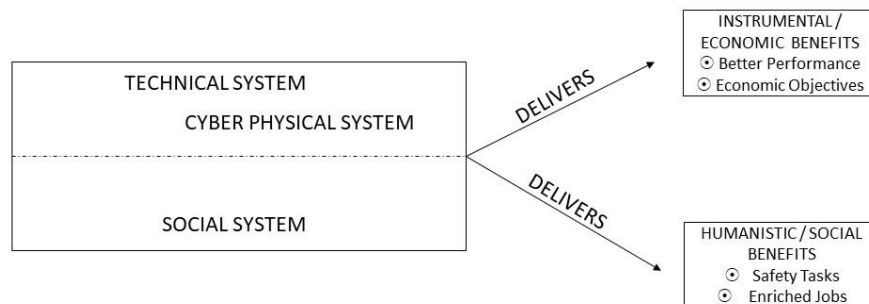 TECHNICAL SYSTEM
CYBER PHYSICAL SYSTEM
SOCIAL SYSTEM
DELIVERS
DELIVERS
INSTRUMENTAL /
ECONOMIC BENEFITS
☉ Better Performance
☉ Economic Objectives
HUMANISTIC / SOCIAL
BENEFITS
☉ Safety Tasks
☉ Enriched Jobs